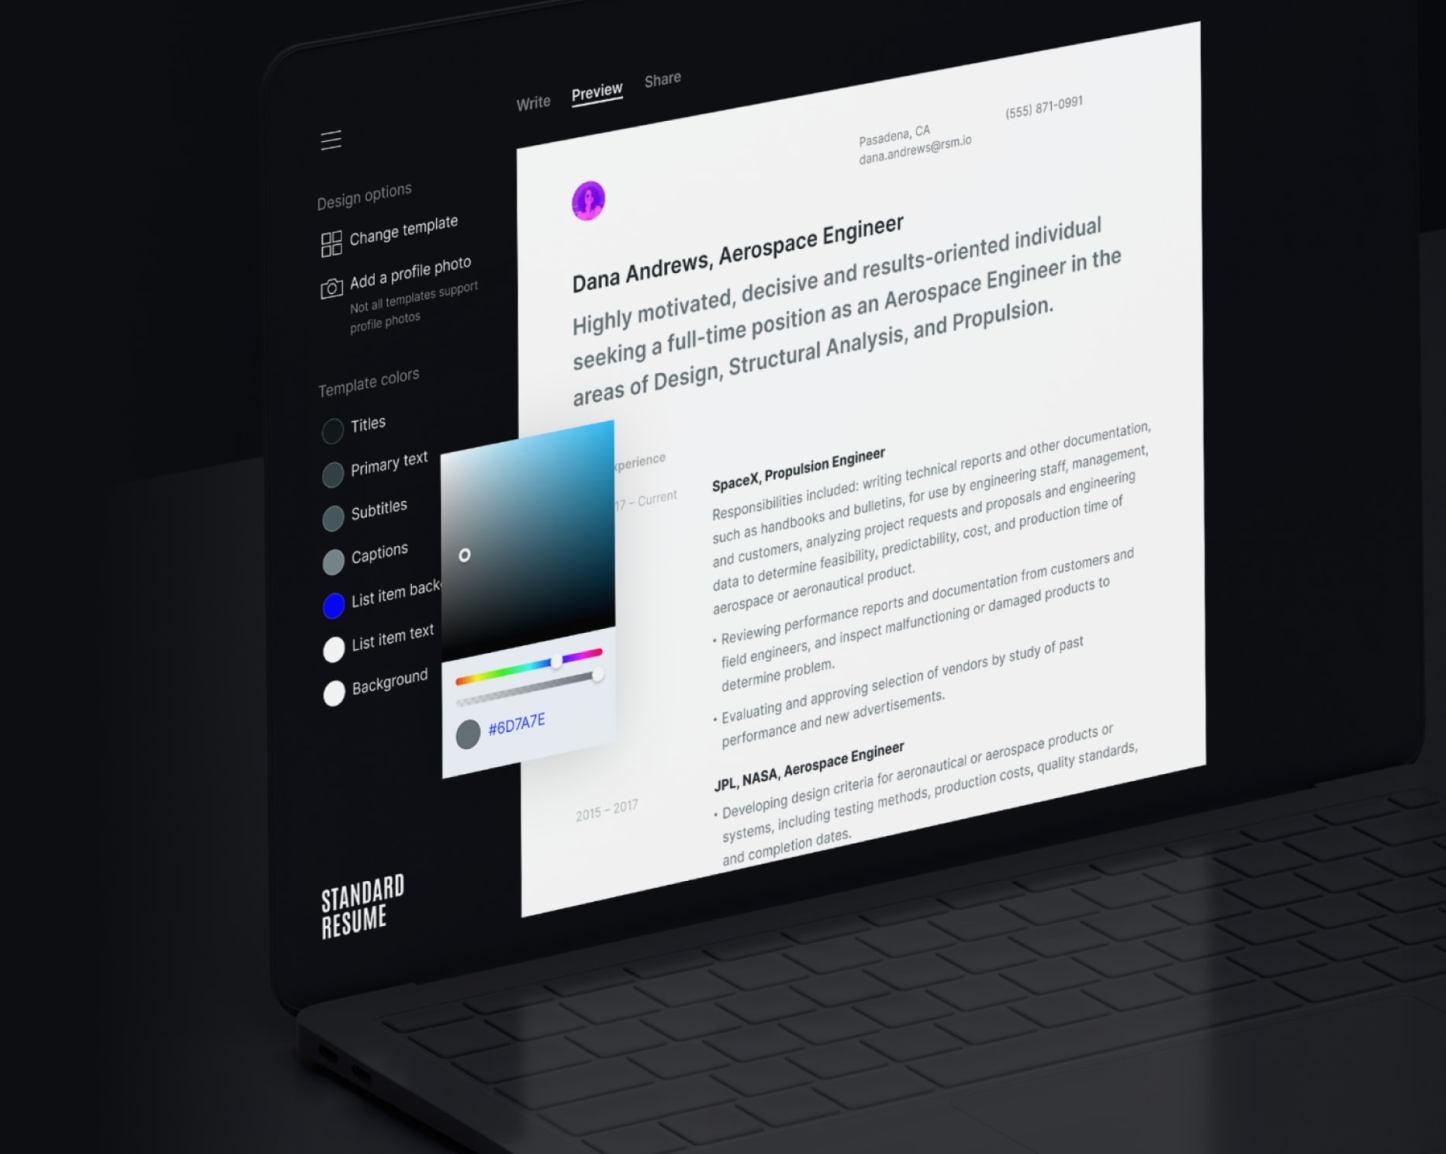 Write Preview Share
Design options
Change template
Add a profile photo
Not all templates support
profile photos
Template colors
Titles
Primary text
Subtitles
Captions
List item back
List item text
Background
#6D7A7E
STANDARD
RESUME
Pasadena, CA
dana.andrews@rsm.io
(555) 871-0991
Dana Andrews, Aerospace Engineer
Highly motivated, decisive and results-oriented individual
seeking a full-time position as an Aerospace Engineer in the
areas of Design, Structural Analysis, and Propulsion.
xperience
17 – Current
SpaceX, Propulsion Engineer
Responsibilities included: writing technical reports and other documentation,
such as handbooks and bulletins, for use by engineering staff, management,
and customers, analyzing project requests and proposals and engineering
data to determine feasibility, predictability, cost, and production time of
aerospace or aeronautical product.
• Reviewing performance reports and documentation from customers and
field engineers, and inspect malfunctioning or damaged products to
determine problem.
• Evaluating and approving selection of vendors by study of past
performance and new advertisements.
2015 – 2017
JPL, NASA, Aerospace Engineer
• Developing design criteria for aeronautical or aerospace products or
systems, including testing methods, production costs, quality standards,
and completion dates.